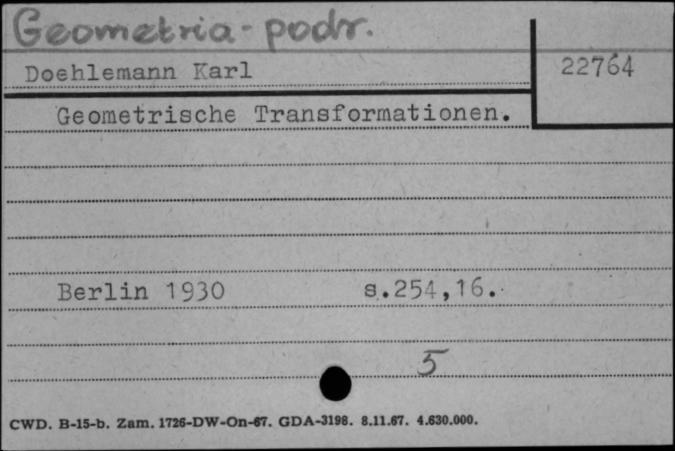 Geometria-podr.
Doehlemann Karl
22764
Geometrische Transformationen.
Berlin 1930 s.254,16.
5
CWD. B-15-b. Zam. 1726-DW-On-67. GDA-3198. 8.11.67. 4.630.000.